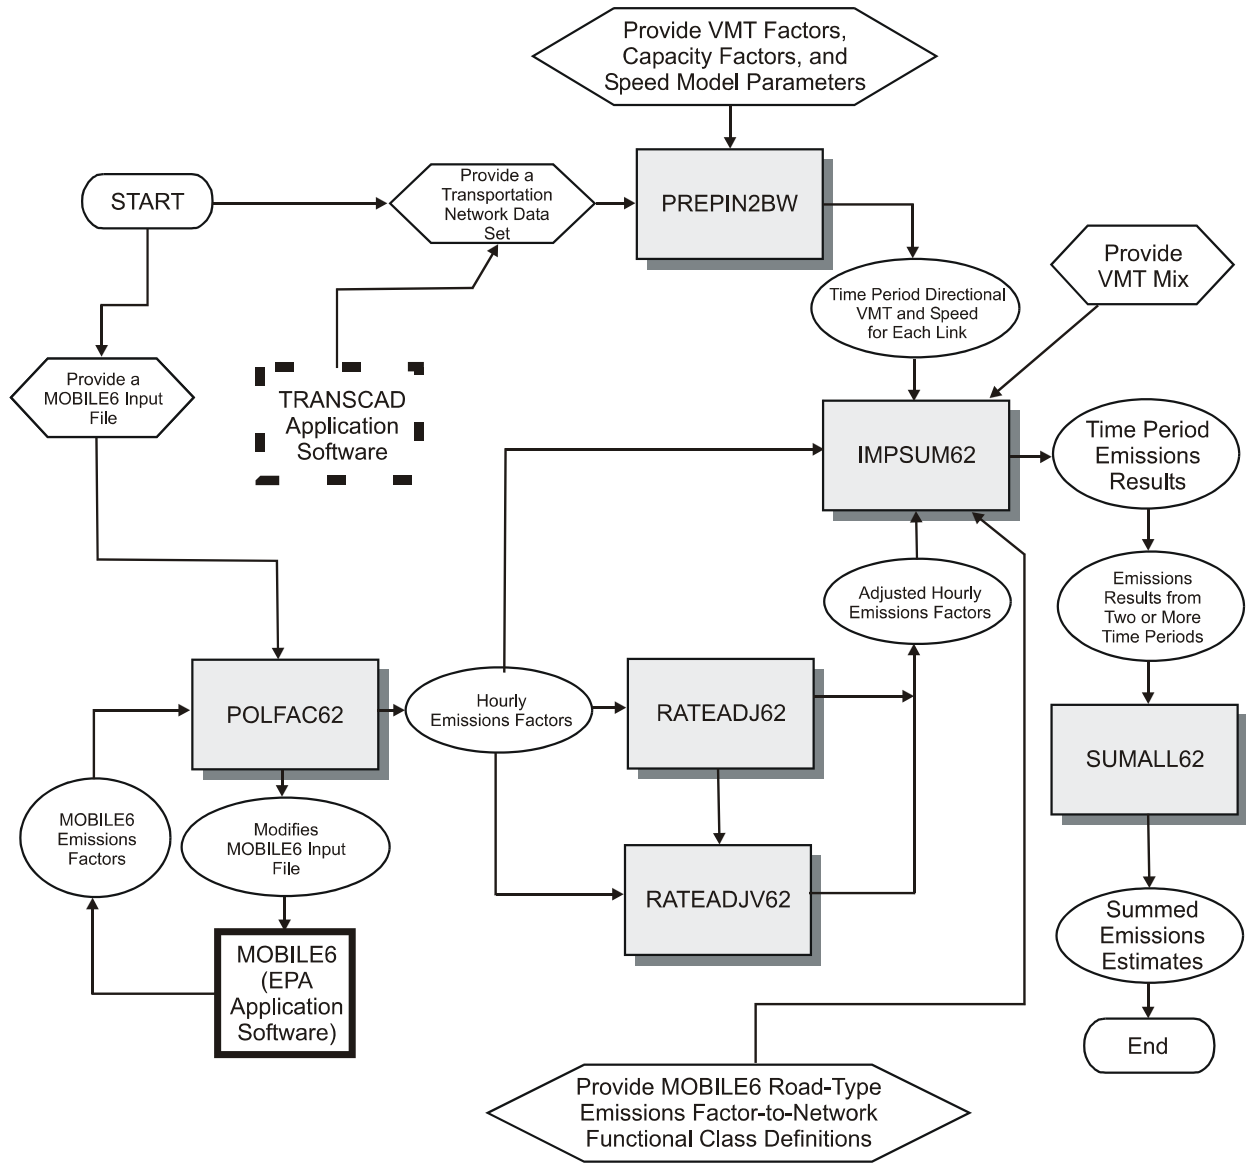 Provide VMT Factors,
Capacity Factors, and
Speed Model Parameters
START
Provide a
Transportation
Network Data
Set
PREPIN2BW
Provide
VMT Mix
Time Period Directional
VMT and Speed
for Each Link
Provide a
MOBILE6 Input
File
TRANSCAD
Application
Software
IMPSUM62
Time Period
Emissions
Results
Adjusted Hourly
Emissions Factors
Emissions
Results from
Two or More
Time Periods
POLFAC62
Hourly
Emissions Factors
RATEADJ62
SUMALL62
MOBILE6
Emissions
Factors
Modifies
MOBILE6 Input
File
RATEADJV62
Summed
Emissions
Estimates
MOBILE6
(EPA
Application
Software)
End
Provide MOBILE6 Road-Type
Emissions Factor-to-Network
Functional Class Definitions